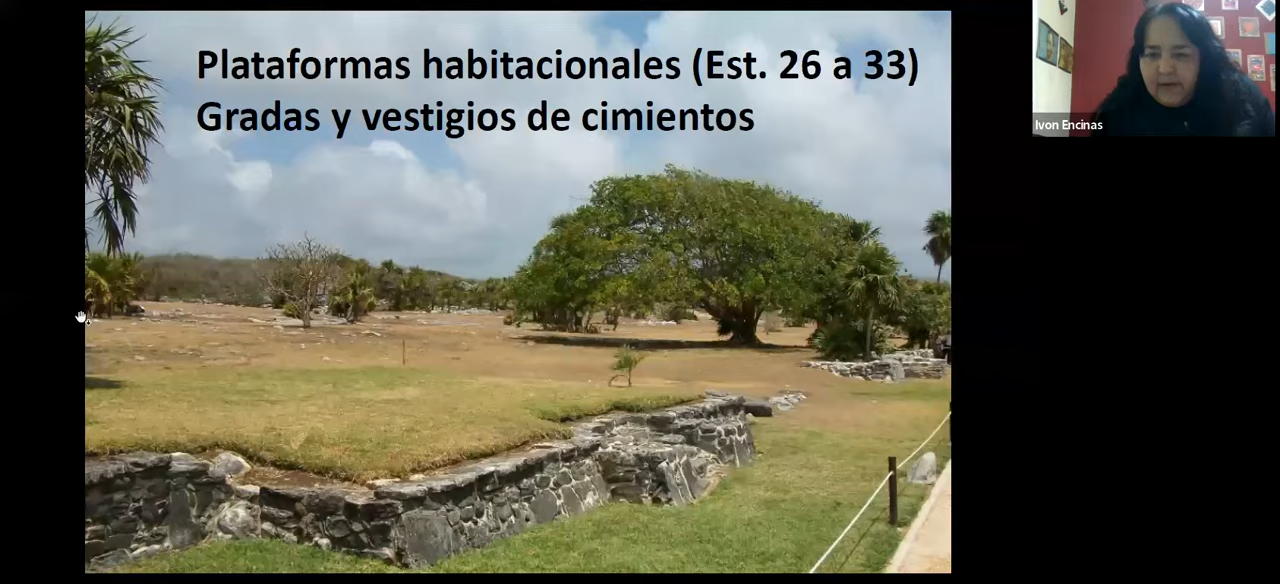 Plataformas habitacionales (Est. 26 a 33)
Gradas y vestigios de cimientos
Ivon Encinas